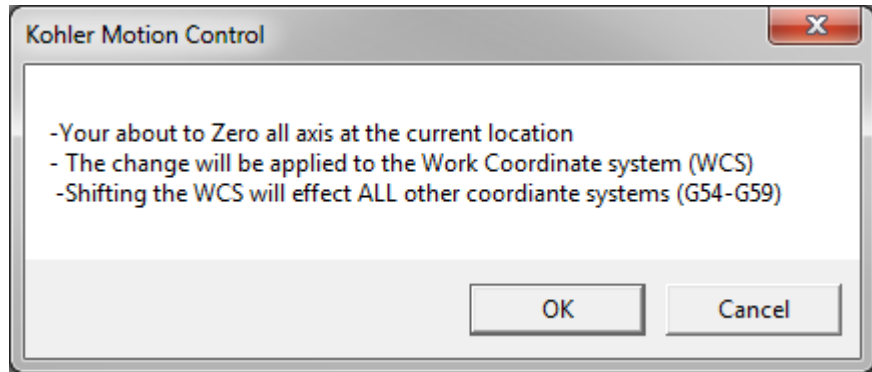 Kohler Motion Control
-Your about to Zero all axis at the current location
- The change will be applied to the Work Coordinate system (WCS)
-Shifting the WCS will effect ALL other coordiante systems (G54-G59)
OK Cancel